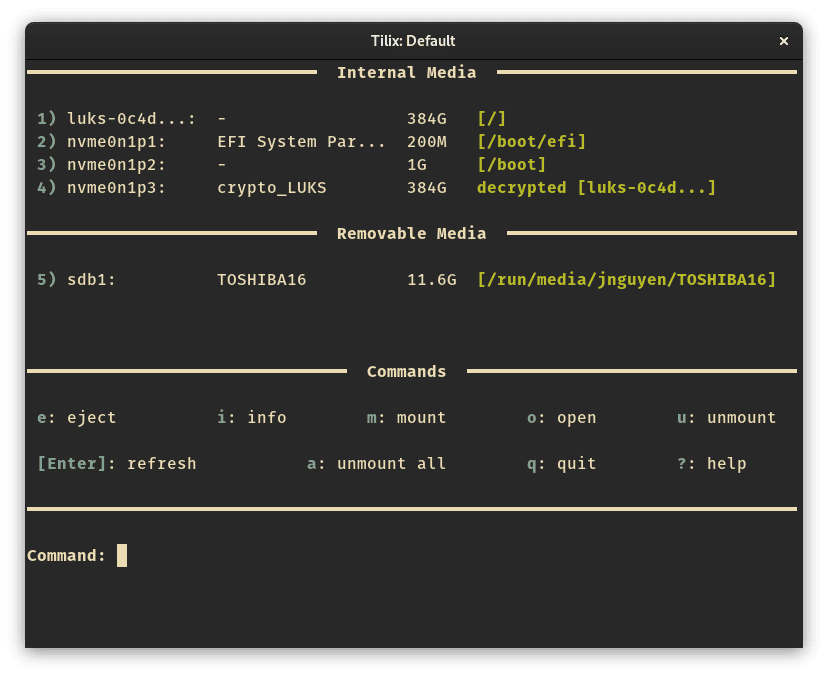 Tilix: Default
Internal Media
1) luks-0c4d...: - 384G [/]
2) nvme0n1p1: EFI System Par... 200M [/boot/efi]
3) nvme0n1p2: - 1G [/boot]
4) nvme0n1p3: crypto_LUKS 384G decrypted [luks-0c4d...]
Removable Media
5) sdb1: TOSHIBA16 11.6G [/run/media/jnguyen/TOSHIBA16]
Commands
e: eject i: info m: mount o: open u: unmount
[Enter]: refresh a: unmount all q: quit ?: help
Command: